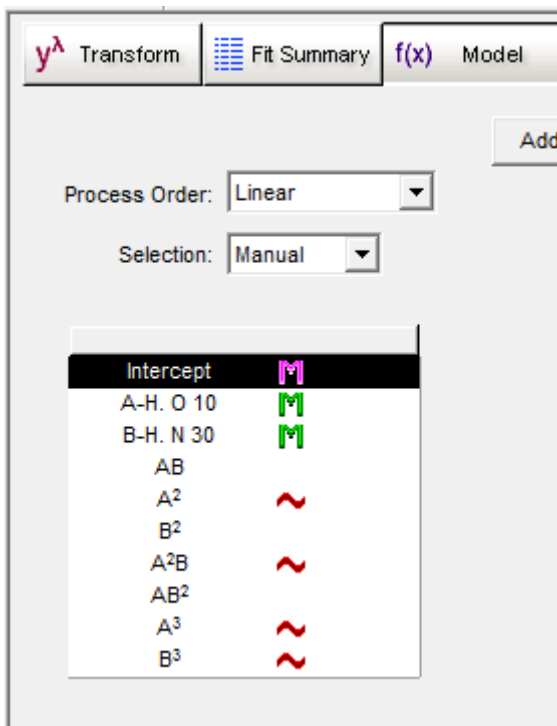 yλ Transform Fit Summary f(x) Model
Add
Process Order: Linear
Selection: Manual
Intercept M
A-H. O 10 M
B-H. N 30 M
AB
A² ~
B²
A²B ~
AB²
A³ ~
B³ ~